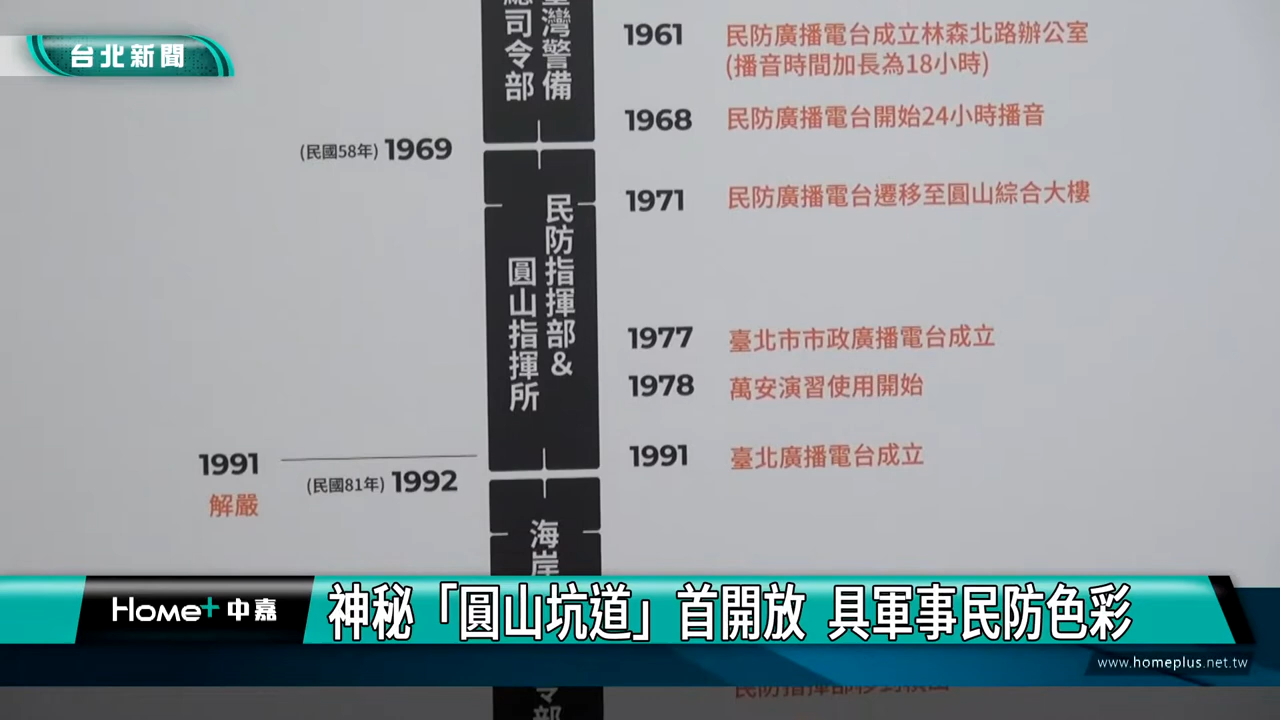 台北新聞
臺灣警備
總司令部
1961 民防廣播電台成立林森北路辦公室
(播音時間加長為18小時)
1968 民防廣播電台開始24小時播音
(民國58年) 1969
1971 民防廣播電台遷移至圓山綜合大樓
民防指揮部&
圓山指揮所
1977 臺北市市政廣播電台成立
1978 萬安演習使用開始
1991 臺北廣播電台成立
1991
解嚴
(民國81年) 1992
海岸
Home+ 中嘉
神秘「圓山坑道」首開放 具軍事民防色彩
www.homeplus.net.tw
令部